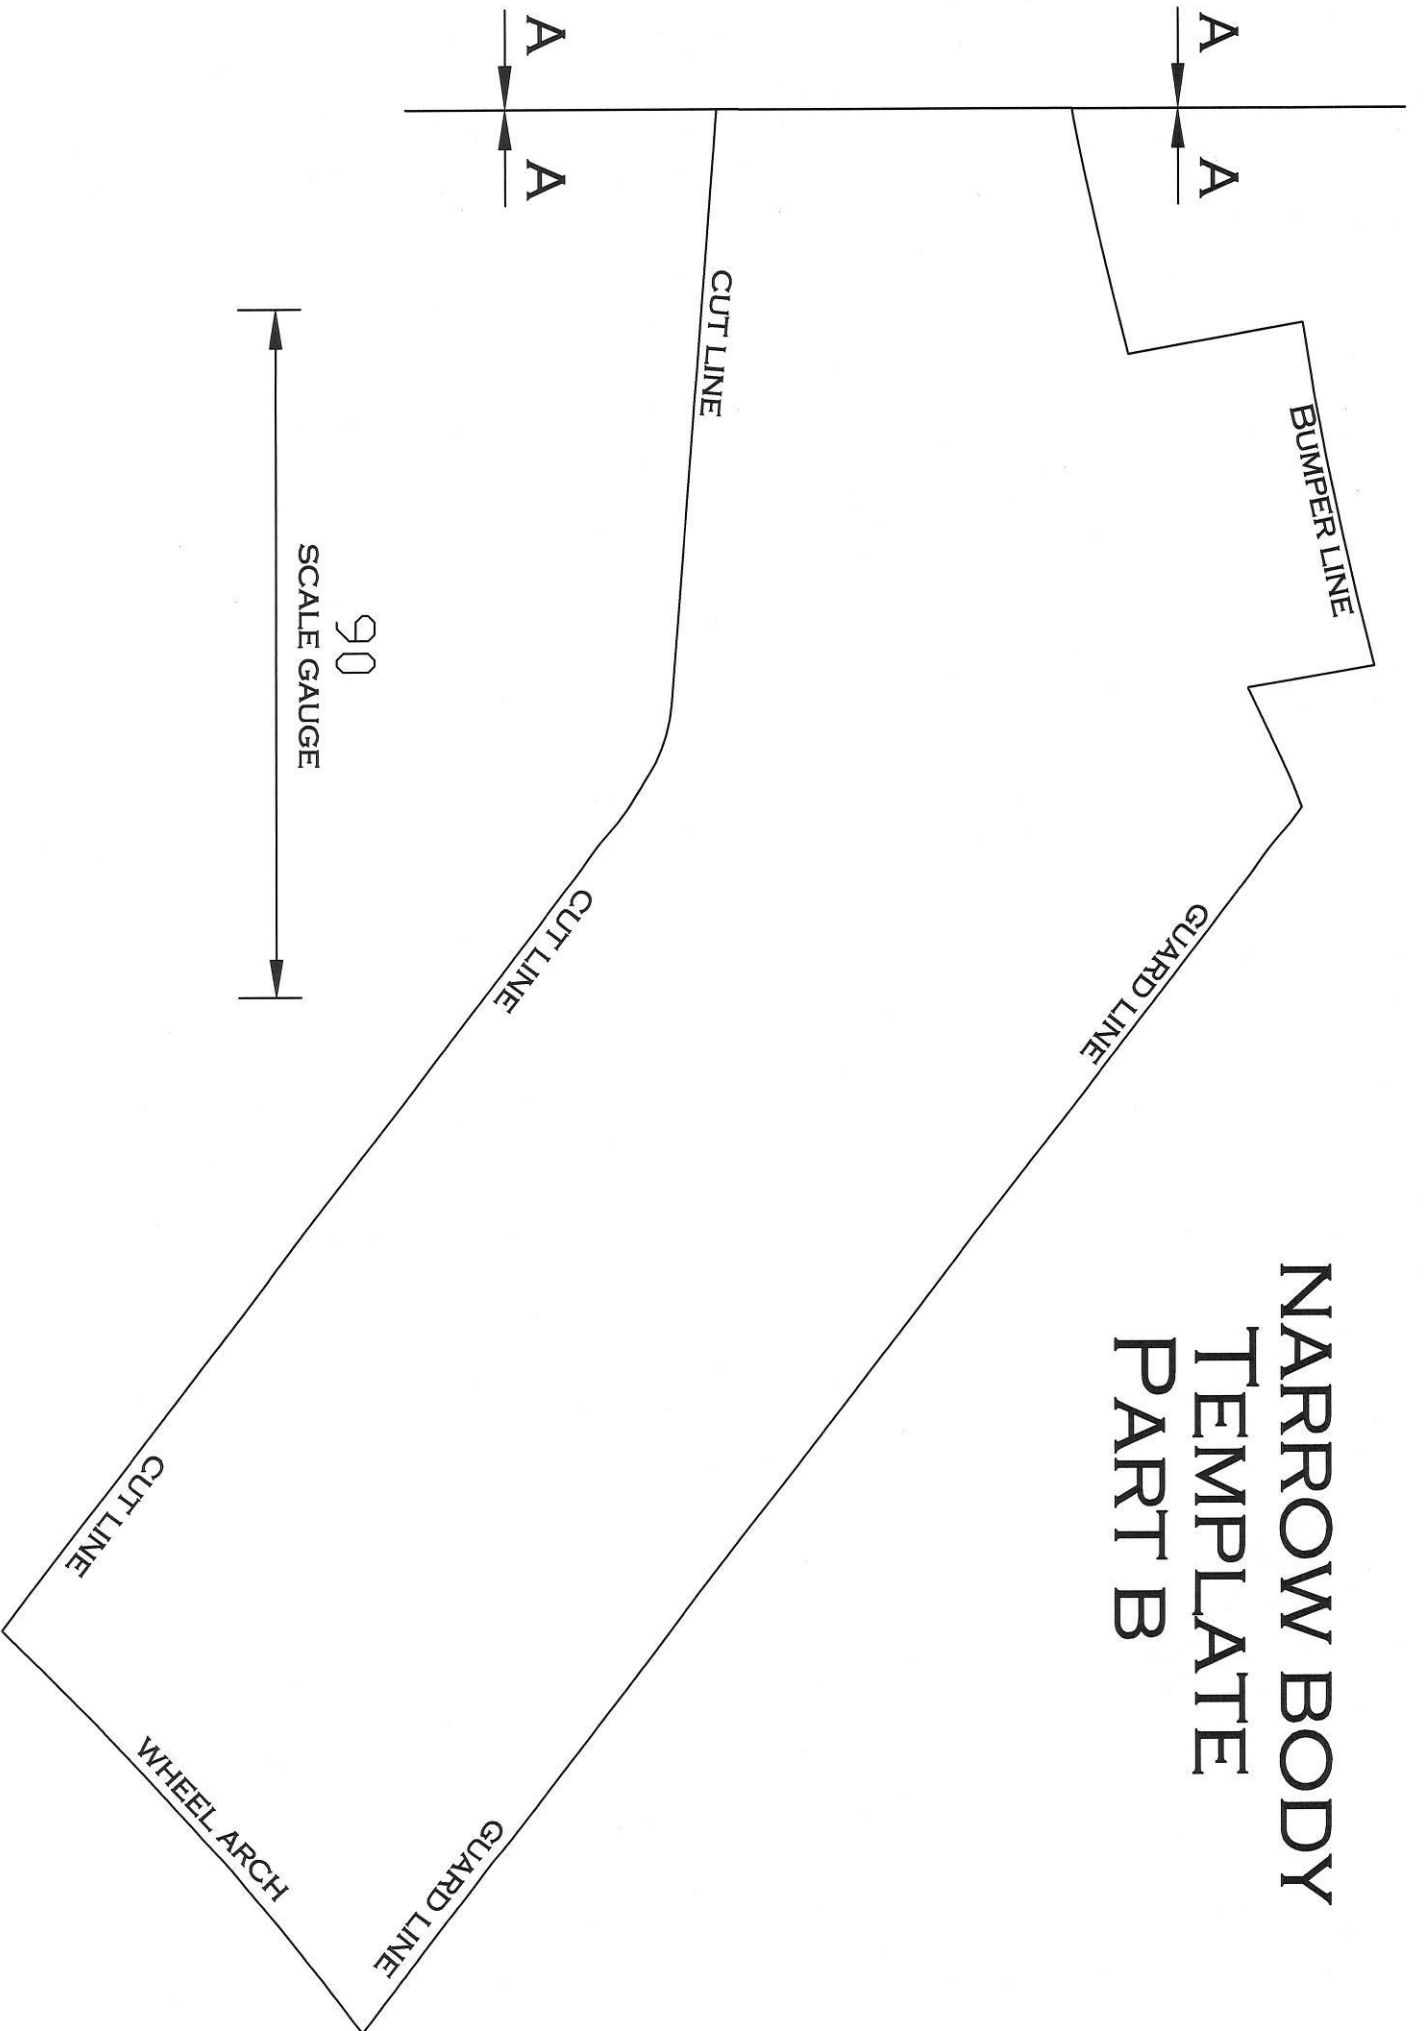 NARROW BODY
TEMPLATE
PART B
A
A
A
A
BUMPER LINE
GUARD LINE
CUT LINE
CUT LINE
90
SCALE GAUGE
CUT LINE
GUARD LINE
WHEEL ARCH